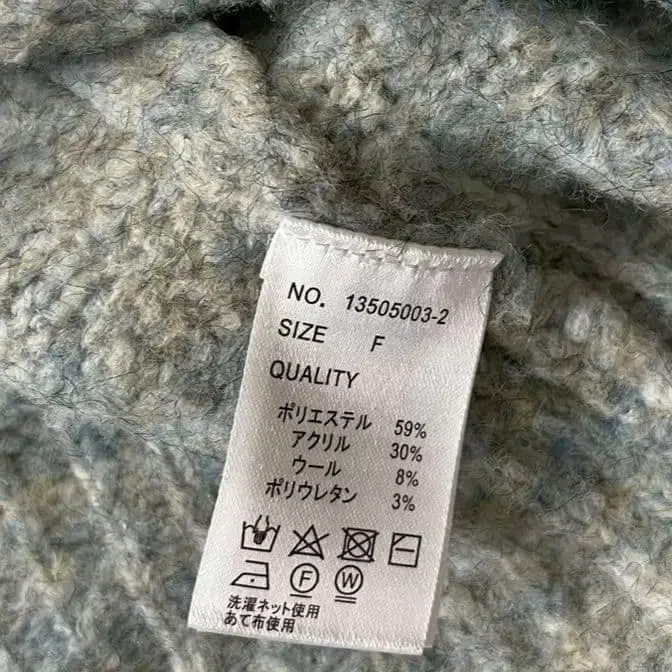 NO. 13505003-2
SIZE F
QUALITY
ポリエステル 59%
アクリル 30%
ウール 8%
ポリウレタン 3%
F W
洗濯ネット使用
あて布使用